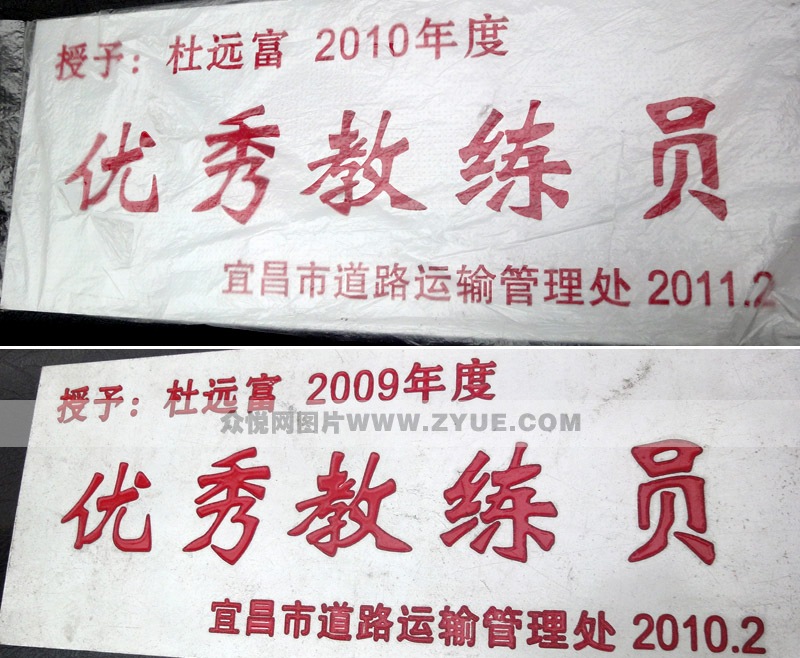 授予：杜远富 2010年度
优秀教练员
宜昌市道路运输管理处 2011.2
授予：杜远富 2009年度
众悦网图片WWW.ZYUE.COM
优秀教练员
宜昌市道路运输管理处 2010.2